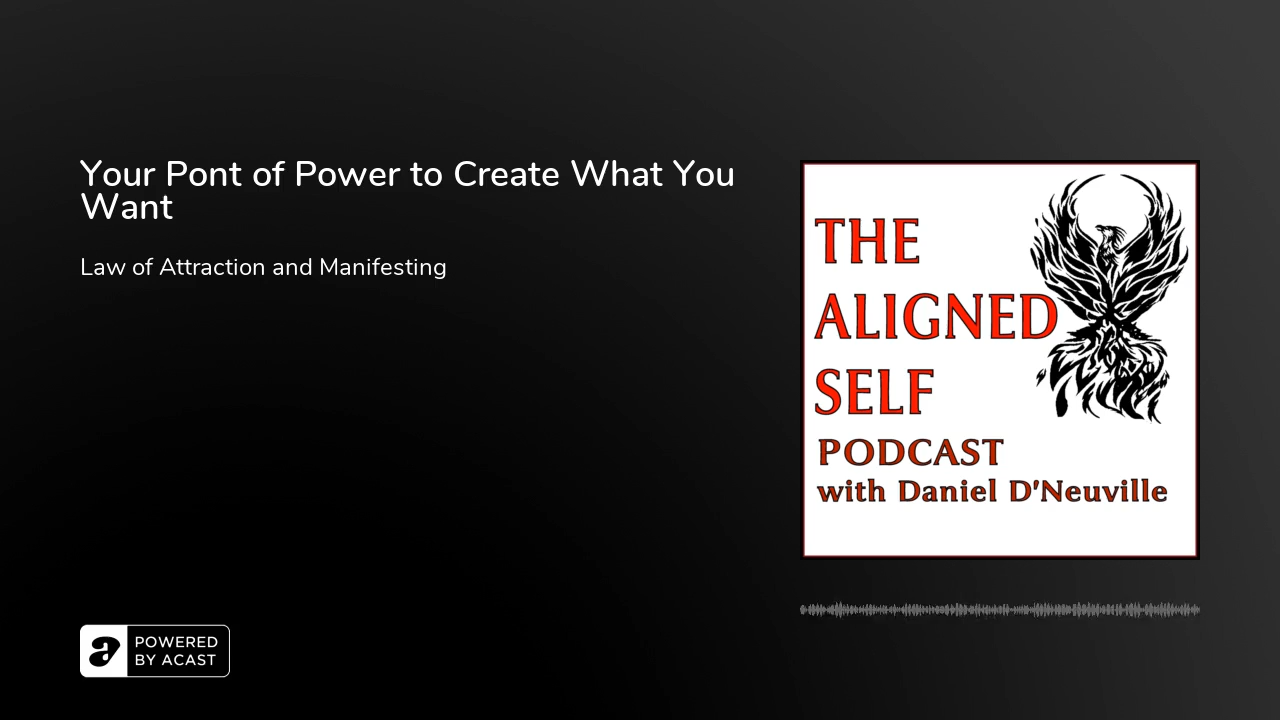 Your Pont of Power to Create What You
Want
Law of Attraction and Manifesting
THE
ALIGNED
SELF
PODCAST
with Daniel D'Neuville
a
POWERED
BY ACAST